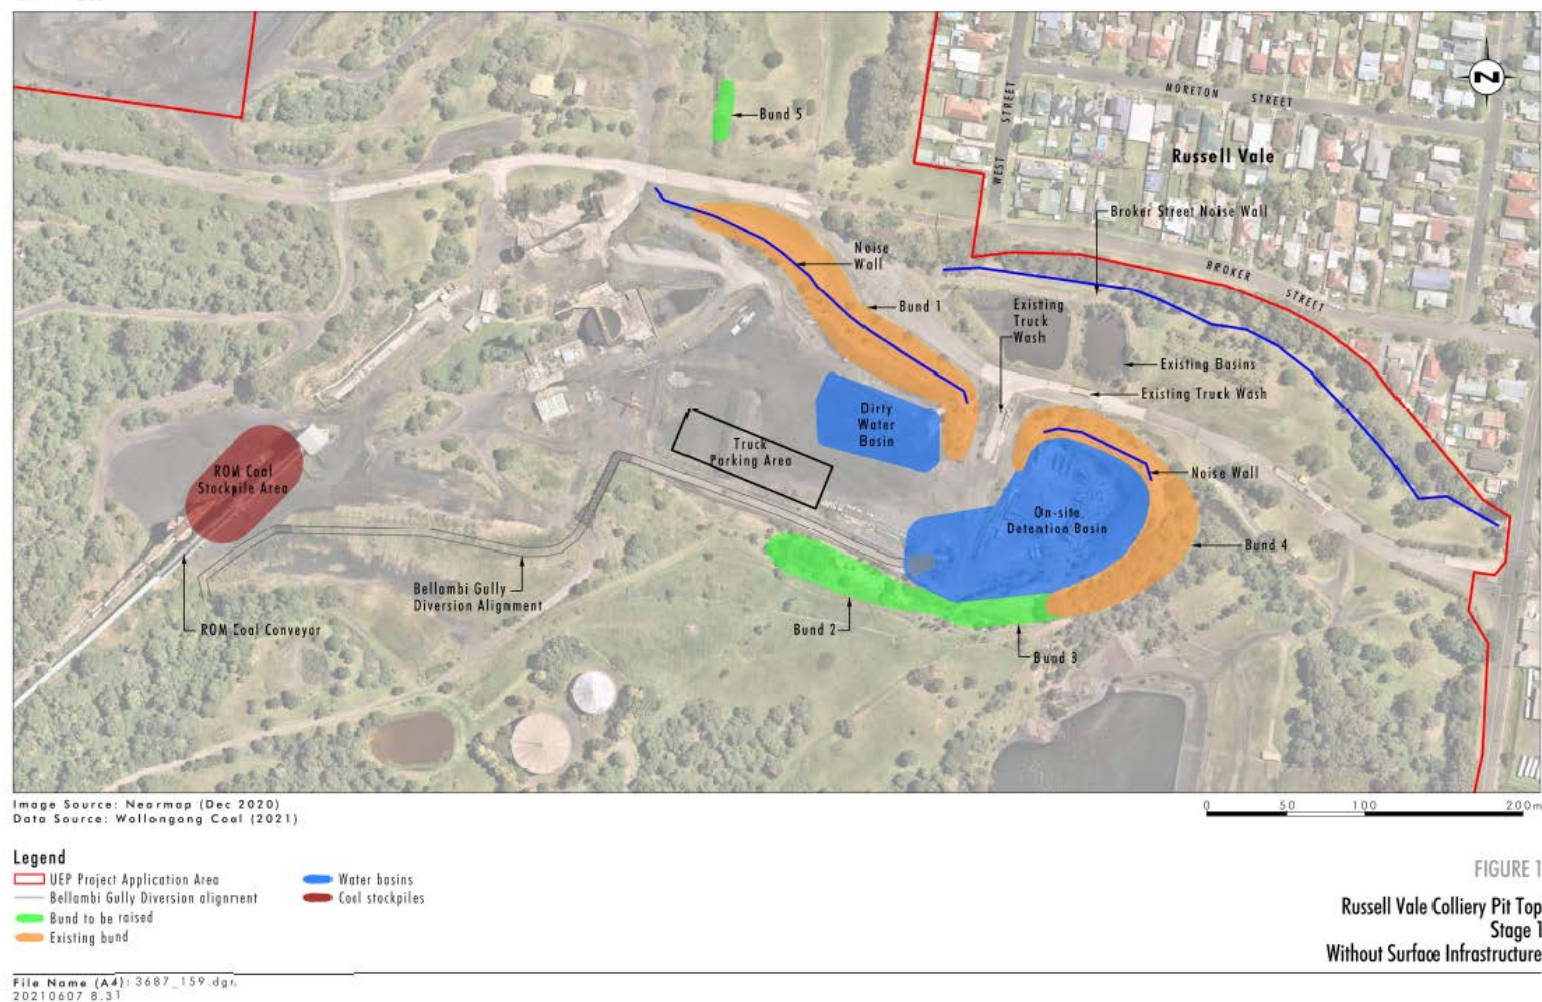 Bund 5
MORETON STREET
WEST STREET
Russell Vale
N
Broker Street Noise Wall
BROKER STREET
Noise
Wall
Bund 1
Existing
Truck
Wash
Existing Basins
Existing Truck Wash
Dirty
Water
Basin
Truck
Parking Area
ROM Coal
Stockpile Area
Noise Wall
On-site
Detention Basin
Bund 4
Bellambi Gully
Diversion Alignment
ROM Coal Conveyor
Bund 2
Bund 3
Image Source: Nearmap (Dec 2020)
Data Source: Wollongong Coal (2021)
0 50 100 200m
Legend
UEP Project Application Area
Bellambi Gully Diversion alignment
Bund to be raised
Existing bund
Water basins
Coal stockpiles
FIGURE 1
Russell Vale Colliery Pit Top
Stage 1
Without Surface Infrastructure
File Name (A4): 3687_159.dgn
20210607 8.31